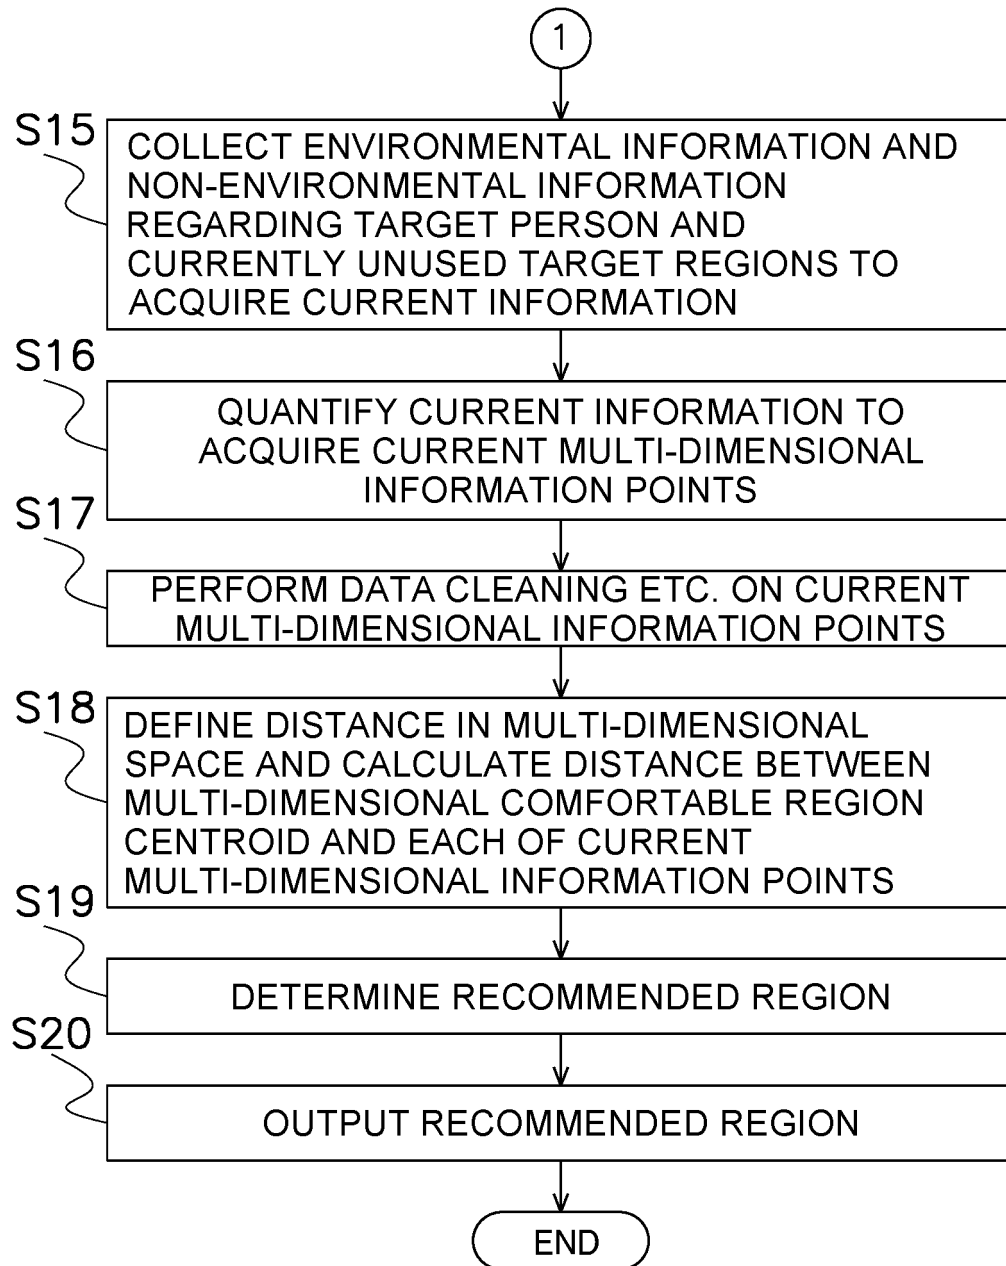 1
S15
COLLECT ENVIRONMENTAL INFORMATION AND
NON-ENVIRONMENTAL INFORMATION
REGARDING TARGET PERSON AND
CURRENTLY UNUSED TARGET REGIONS TO
ACQUIRE CURRENT INFORMATION
S16
QUANTIFY CURRENT INFORMATION TO
ACQUIRE CURRENT MULTI-DIMENSIONAL
INFORMATION POINTS
S17
PERFORM DATA CLEANING ETC. ON CURRENT
MULTI-DIMENSIONAL INFORMATION POINTS
S18
DEFINE DISTANCE IN MULTI-DIMENSIONAL
SPACE AND CALCULATE DISTANCE BETWEEN
MULTI-DIMENSIONAL COMFORTABLE REGION
CENTROID AND EACH OF CURRENT
MULTI-DIMENSIONAL INFORMATION POINTS
S19
DETERMINE RECOMMENDED REGION
S20
OUTPUT RECOMMENDED REGION
END